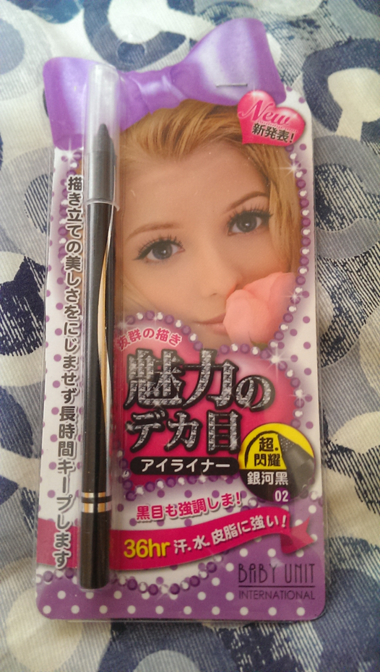 New
新発表!
描き立ての美しさをにじませず長時間キープします
抜群の描き
魅力の
デカ目
アイライナー
超.
閃耀
銀河黒
02
黒目も強調しま!
36hr 汗.水.皮脂に強い!
BABY UNIT
INTERNATIONAL